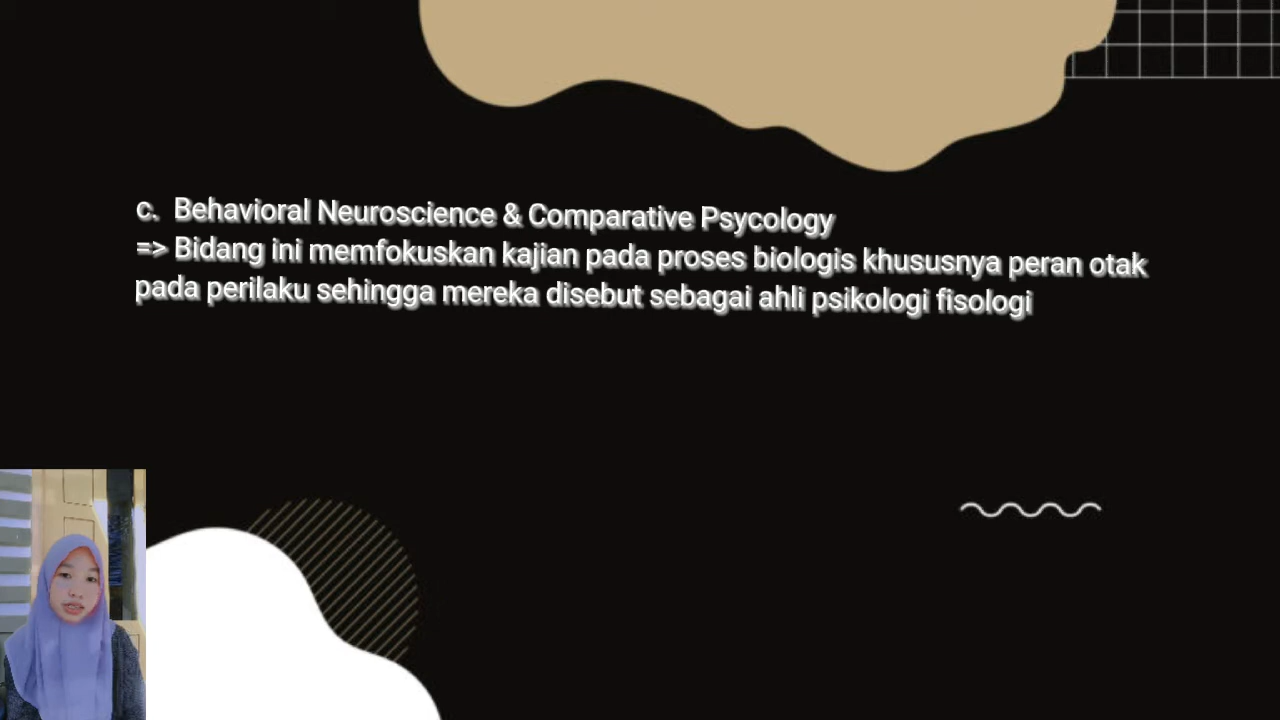 c. Behavioral Neuroscience & Comparative Psycology
=> Bidang ini memfokuskan kajian pada proses biologis khususnya peran otak
pada perilaku sehingga mereka disebut sebagai ahli psikologi fisologi